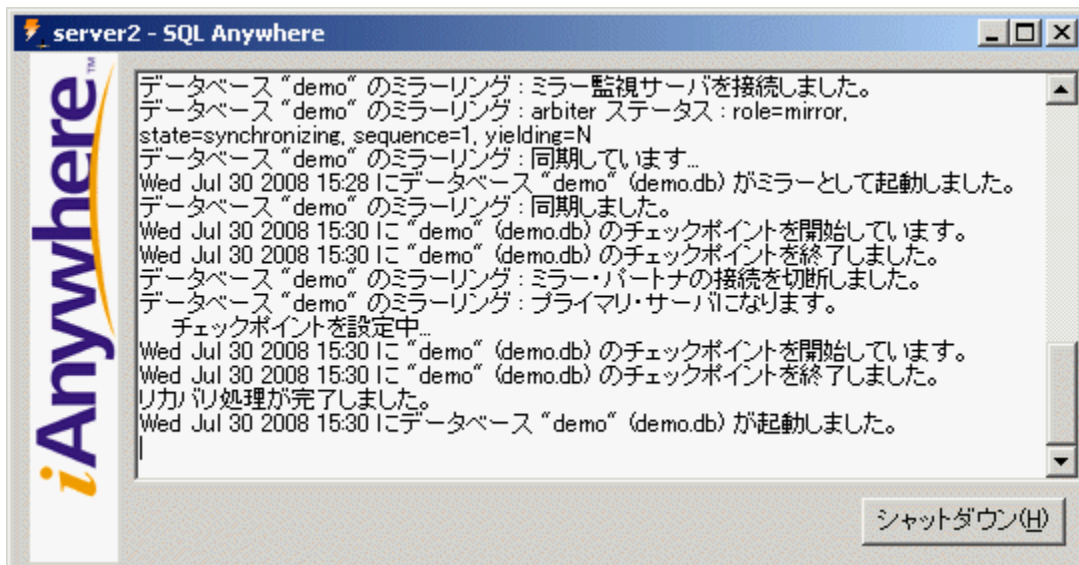 server2 - SQL Anywhere
iAnywhere™
データベース "demo" のミラーリング : ミラー監視サーバを接続しました。
データベース "demo" のミラーリング : arbiter ステータス : role=mirror,
state=synchronizing, sequence=1, yielding=N
データベース "demo" のミラーリング : 同期しています...
Wed Jul 30 2008 15:28 にデータベース "demo" (demo.db) がミラーとして起動しました。
データベース "demo" のミラーリング : 同期しました。
Wed Jul 30 2008 15:30 に "demo" (demo.db) のチェックポイントを開始しています。
Wed Jul 30 2008 15:30 に "demo" (demo.db) のチェックポイントを終了しました。
データベース "demo" のミラーリング : ミラー・パートナの接続を切断しました。
データベース "demo" のミラーリング : プライマリ・サーバになります。
チェックポイントを設定中...
Wed Jul 30 2008 15:30 に "demo" (demo.db) のチェックポイントを開始しています。
Wed Jul 30 2008 15:30 に "demo" (demo.db) のチェックポイントを終了しました。
リカバリ処理が完了しました。
Wed Jul 30 2008 15:30 にデータベース "demo" (demo.db) が起動しました。
シャットダウン(H)